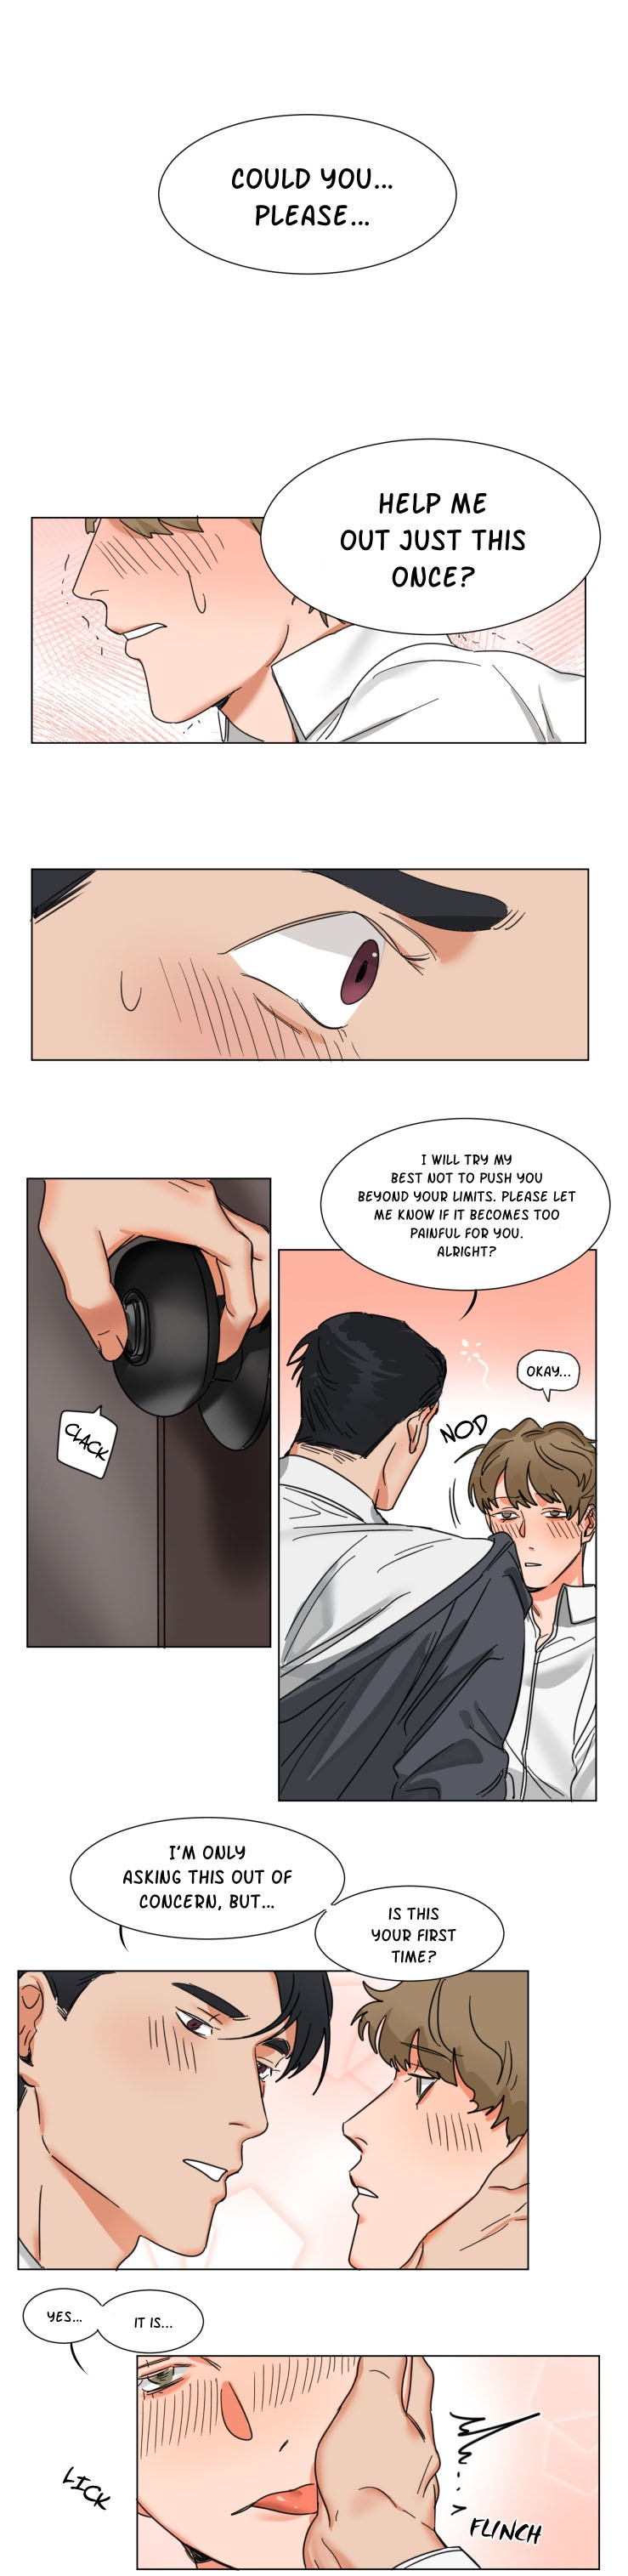 COULD YOU...
PLEASE...
HELP ME
OUT JUST THIS
ONCE?
I WILL TRY MY
BEST NOT TO PUSH YOU
BEYOND YOUR LIMITS. PLEASE LET
ME KNOW IF IT BECOMES TOO
PAINFUL FOR YOU.
ALRIGHT?
CLACK
OKAY...
NOD
I'M ONLY
ASKING THIS OUT OF
CONCERN, BUT...
IS THIS
YOUR FIRST
TIME?
YES...
IT IS...
LICK
FLINCH